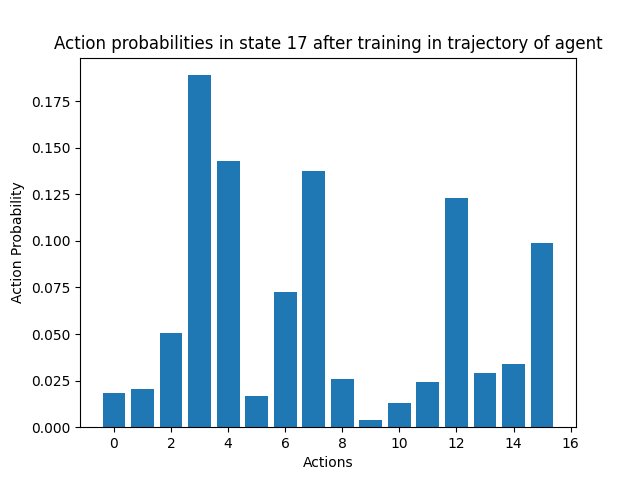 Action probabilities in state 17 after training in trajectory of agent
0.175
0.150
0.125
0.100
0.075
0.050
0.025
0.000
Action Probability
0 2 4 6 8 10 12 14 16
Actions